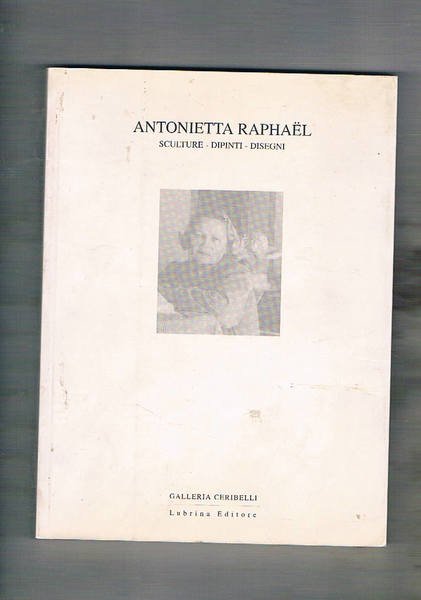 ANTONIETTA RAPHAËL
SCULTURE - DIPINTI - DISEGNI
GALLERIA CERIBELLI
Lubrina Editore